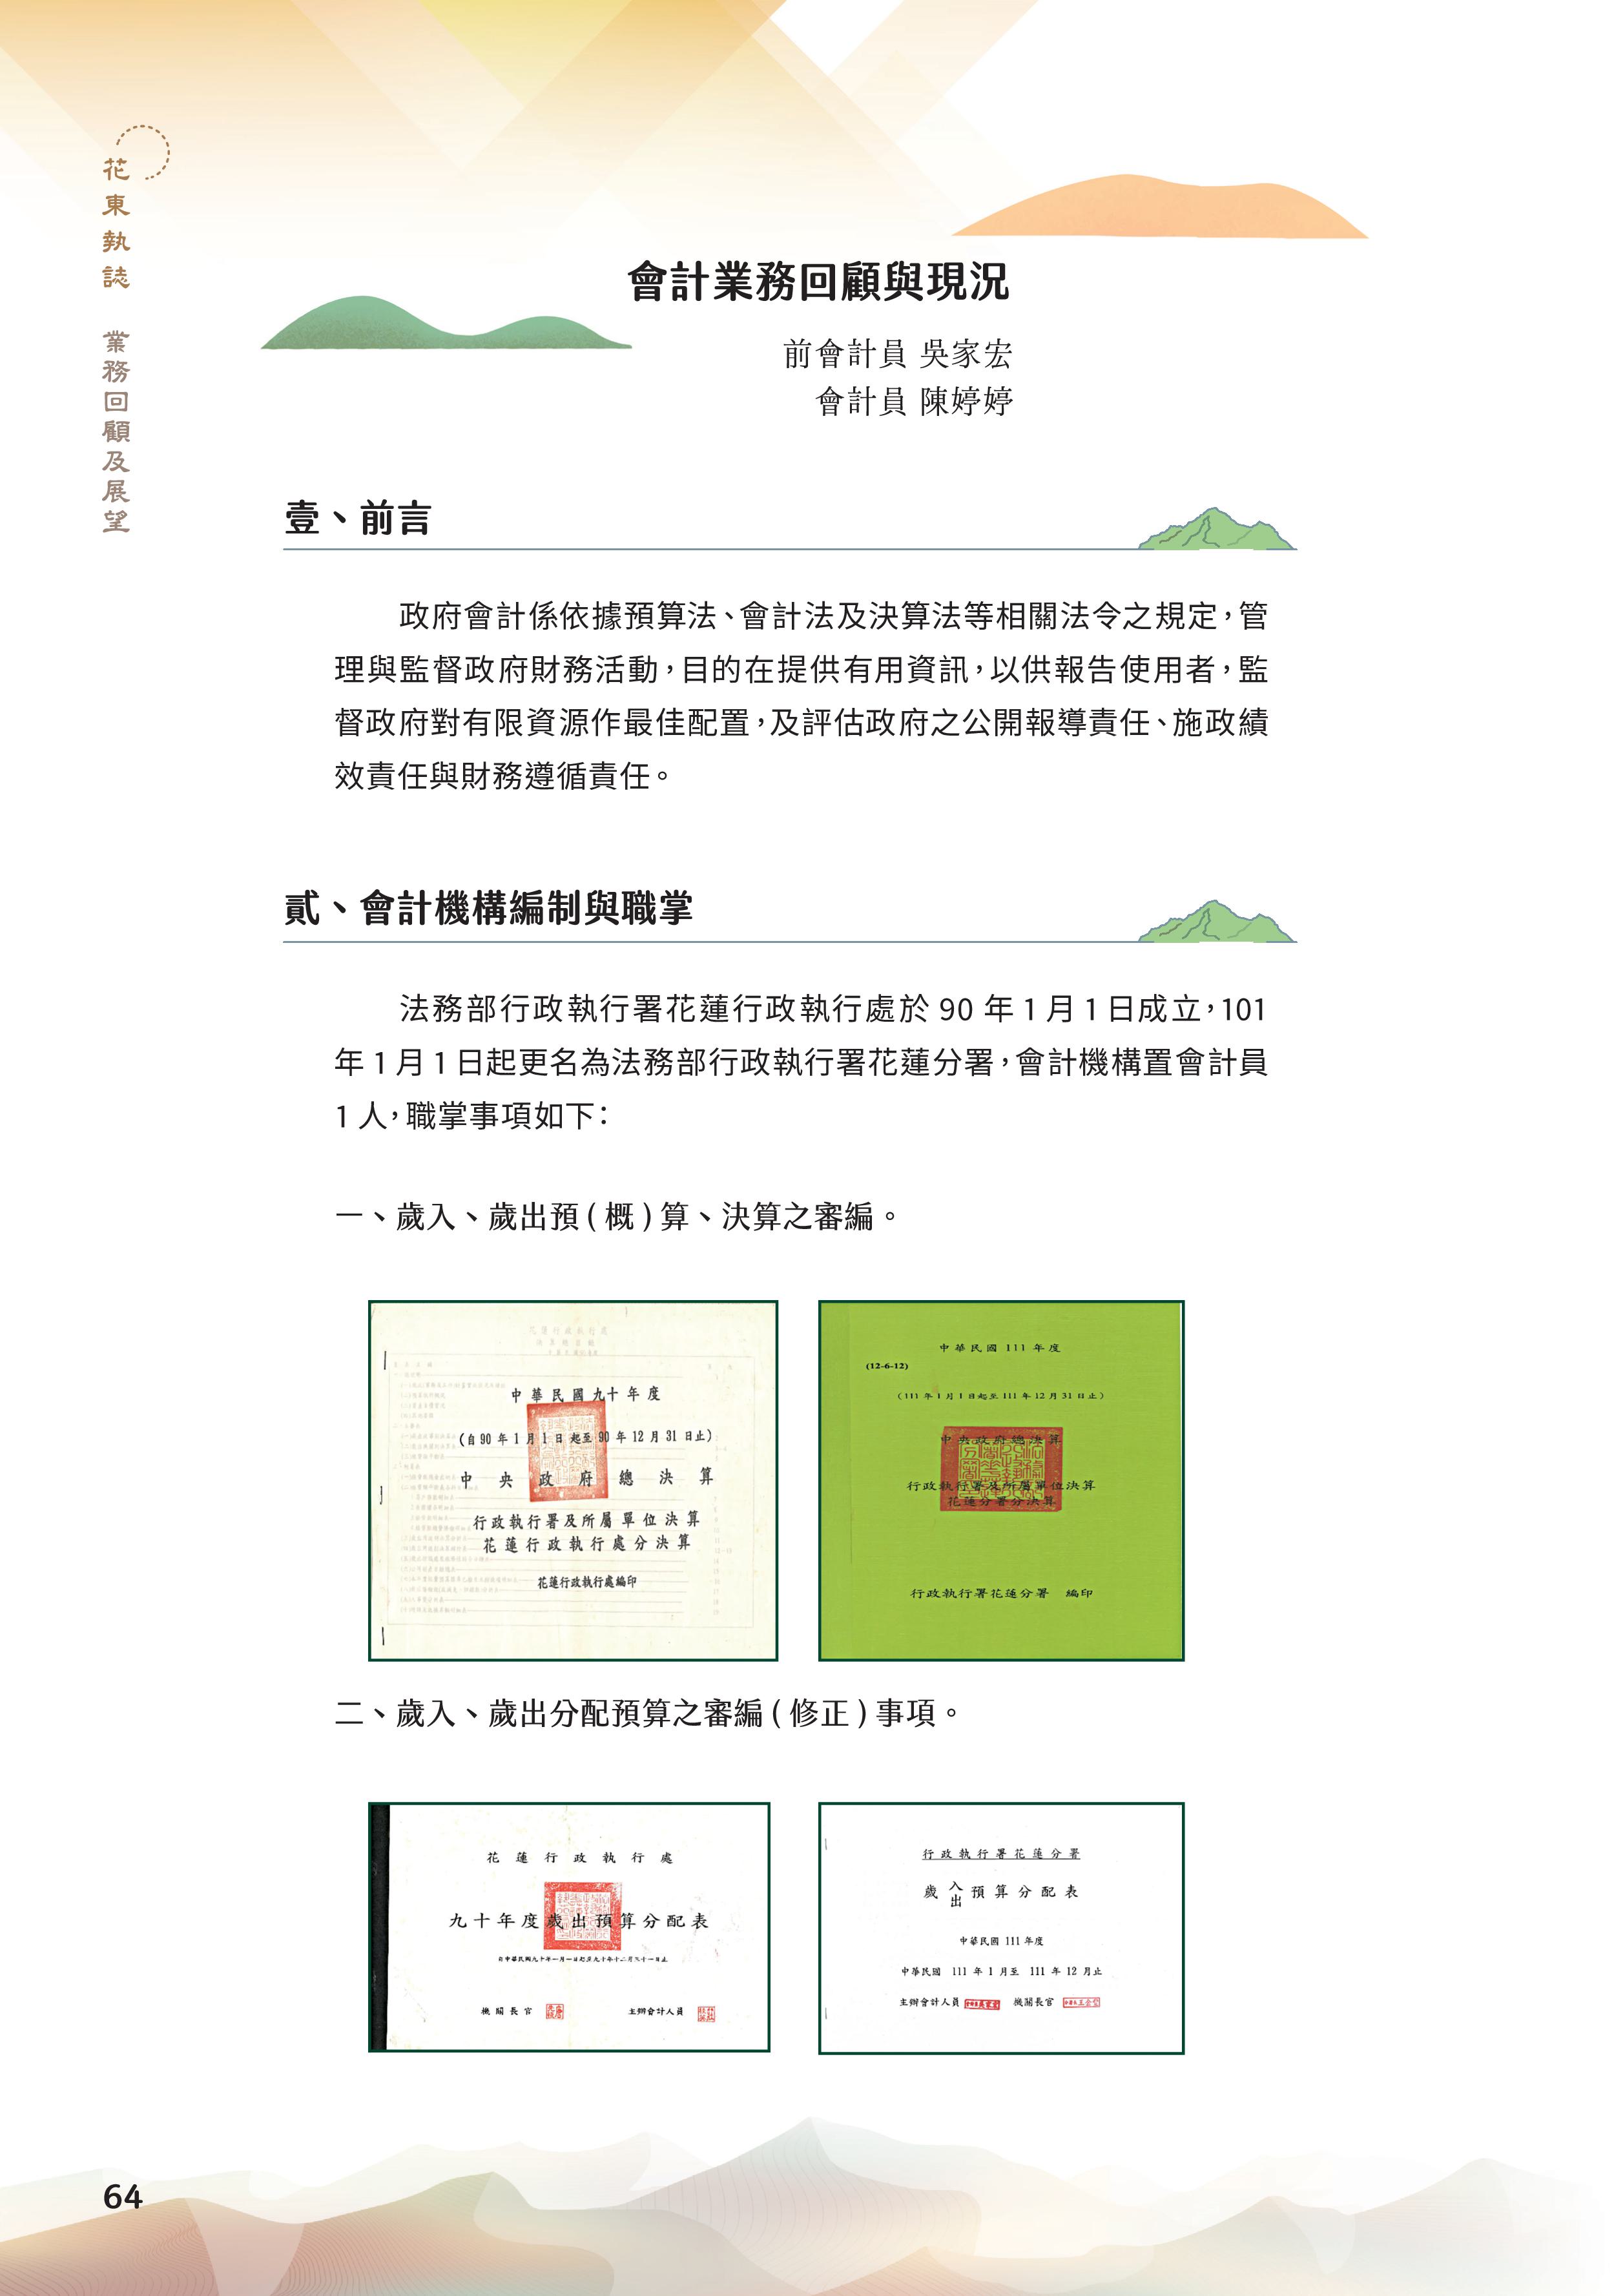 花東執誌 業務回顧及展望
會計業務回顧與現況
前會計員 吳家宏
會計員 陳婷婷
壹、前言
政府會計係依據預算法、會計法及決算法等相關法令之規定，管
理與監督政府財務活動，目的在提供有用資訊，以供報告使用者，監
督政府對有限資源作最佳配置，及評估政府之公開報導責任、施政績
效責任與財務遵循責任。
貳、會計機構編制與職掌
法務部行政執行署花蓮行政執行處於 90 年 1 月 1 日成立，101
年 1 月 1 日起更名為法務部行政執行署花蓮分署，會計機構置會計員
1 人，職掌事項如下：
一、歲入、歲出預(概)算、決算之審編。
花蓮行政執行處
中華民國九十年度
(自90年1月1日起至90年12月31日止)
中央政府總決算
行政執行署及所屬單位決算
花蓮行政執行處分決算
花蓮行政執行處編印
中華民國 111 年度
(12-6-12)
(111 年 1 月 1 日起至 111 年 12 月 31 日止)
中央政府總決算
行政執行署及所屬單位決算
花蓮分署分決算
行政執行署花蓮分署 編印
二、歲入、歲出分配預算之審編(修正)事項。
花蓮行政執行處
九十年度歲出預算分配表
自中華民國九十年一月一日起至九十年十二月三十一日止
機關長官 主辦會計人員
行政執行署花蓮分署
歲入出預算分配表
中華民國 111 年度
中華民國 111 年 1 月至 111 年 12 月止
主辦會計人員 機關長官
64